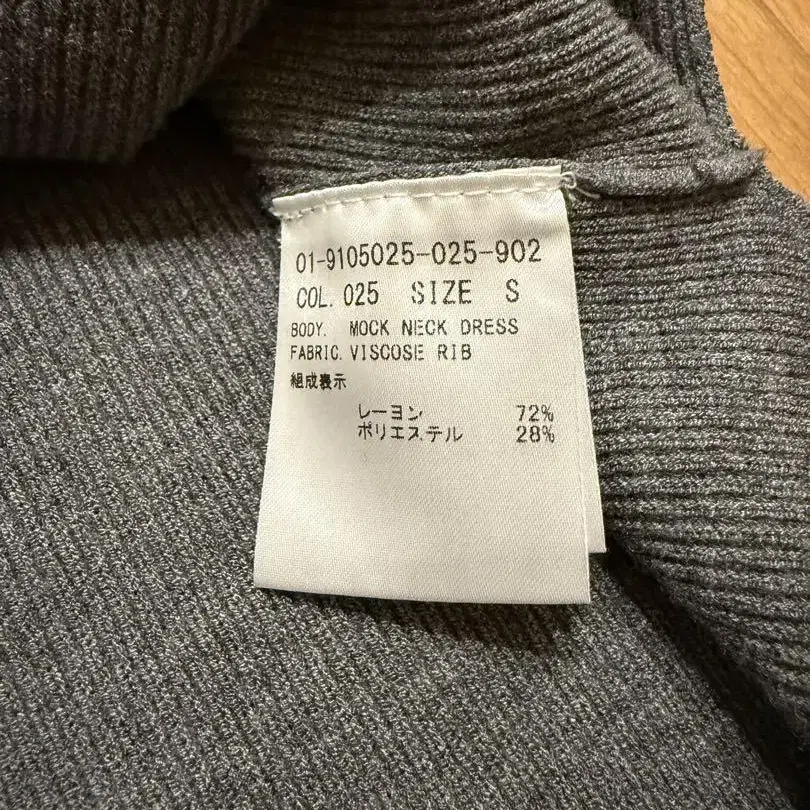 01-9105025-025-902
COL. 025 SIZE S
BODY. MOCK NECK DRESS
FABRIC. VISCOSE RIB
組成表示
レーヨン 72%
ポリエステル 28%